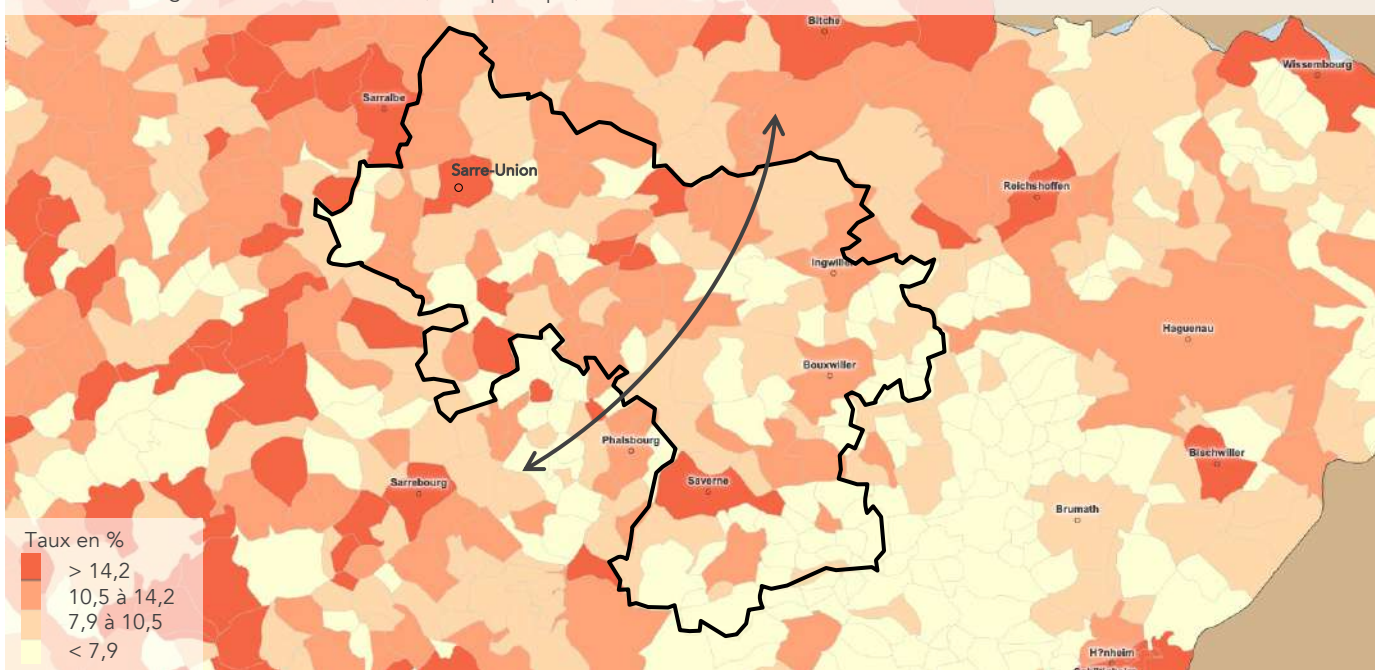 Bitche
Wissembourg
Sarralbe
Sarre-Union
Reichshoffen
Ingwiller
Haguenau
Bouxwiller
Phalsbourg
Bischwiller
Saverne
Sarrebourg
Brumath
Taux en %
> 14,2
10,5 à 14,2
7,9 à 10,5
< 7,9
H?nheim